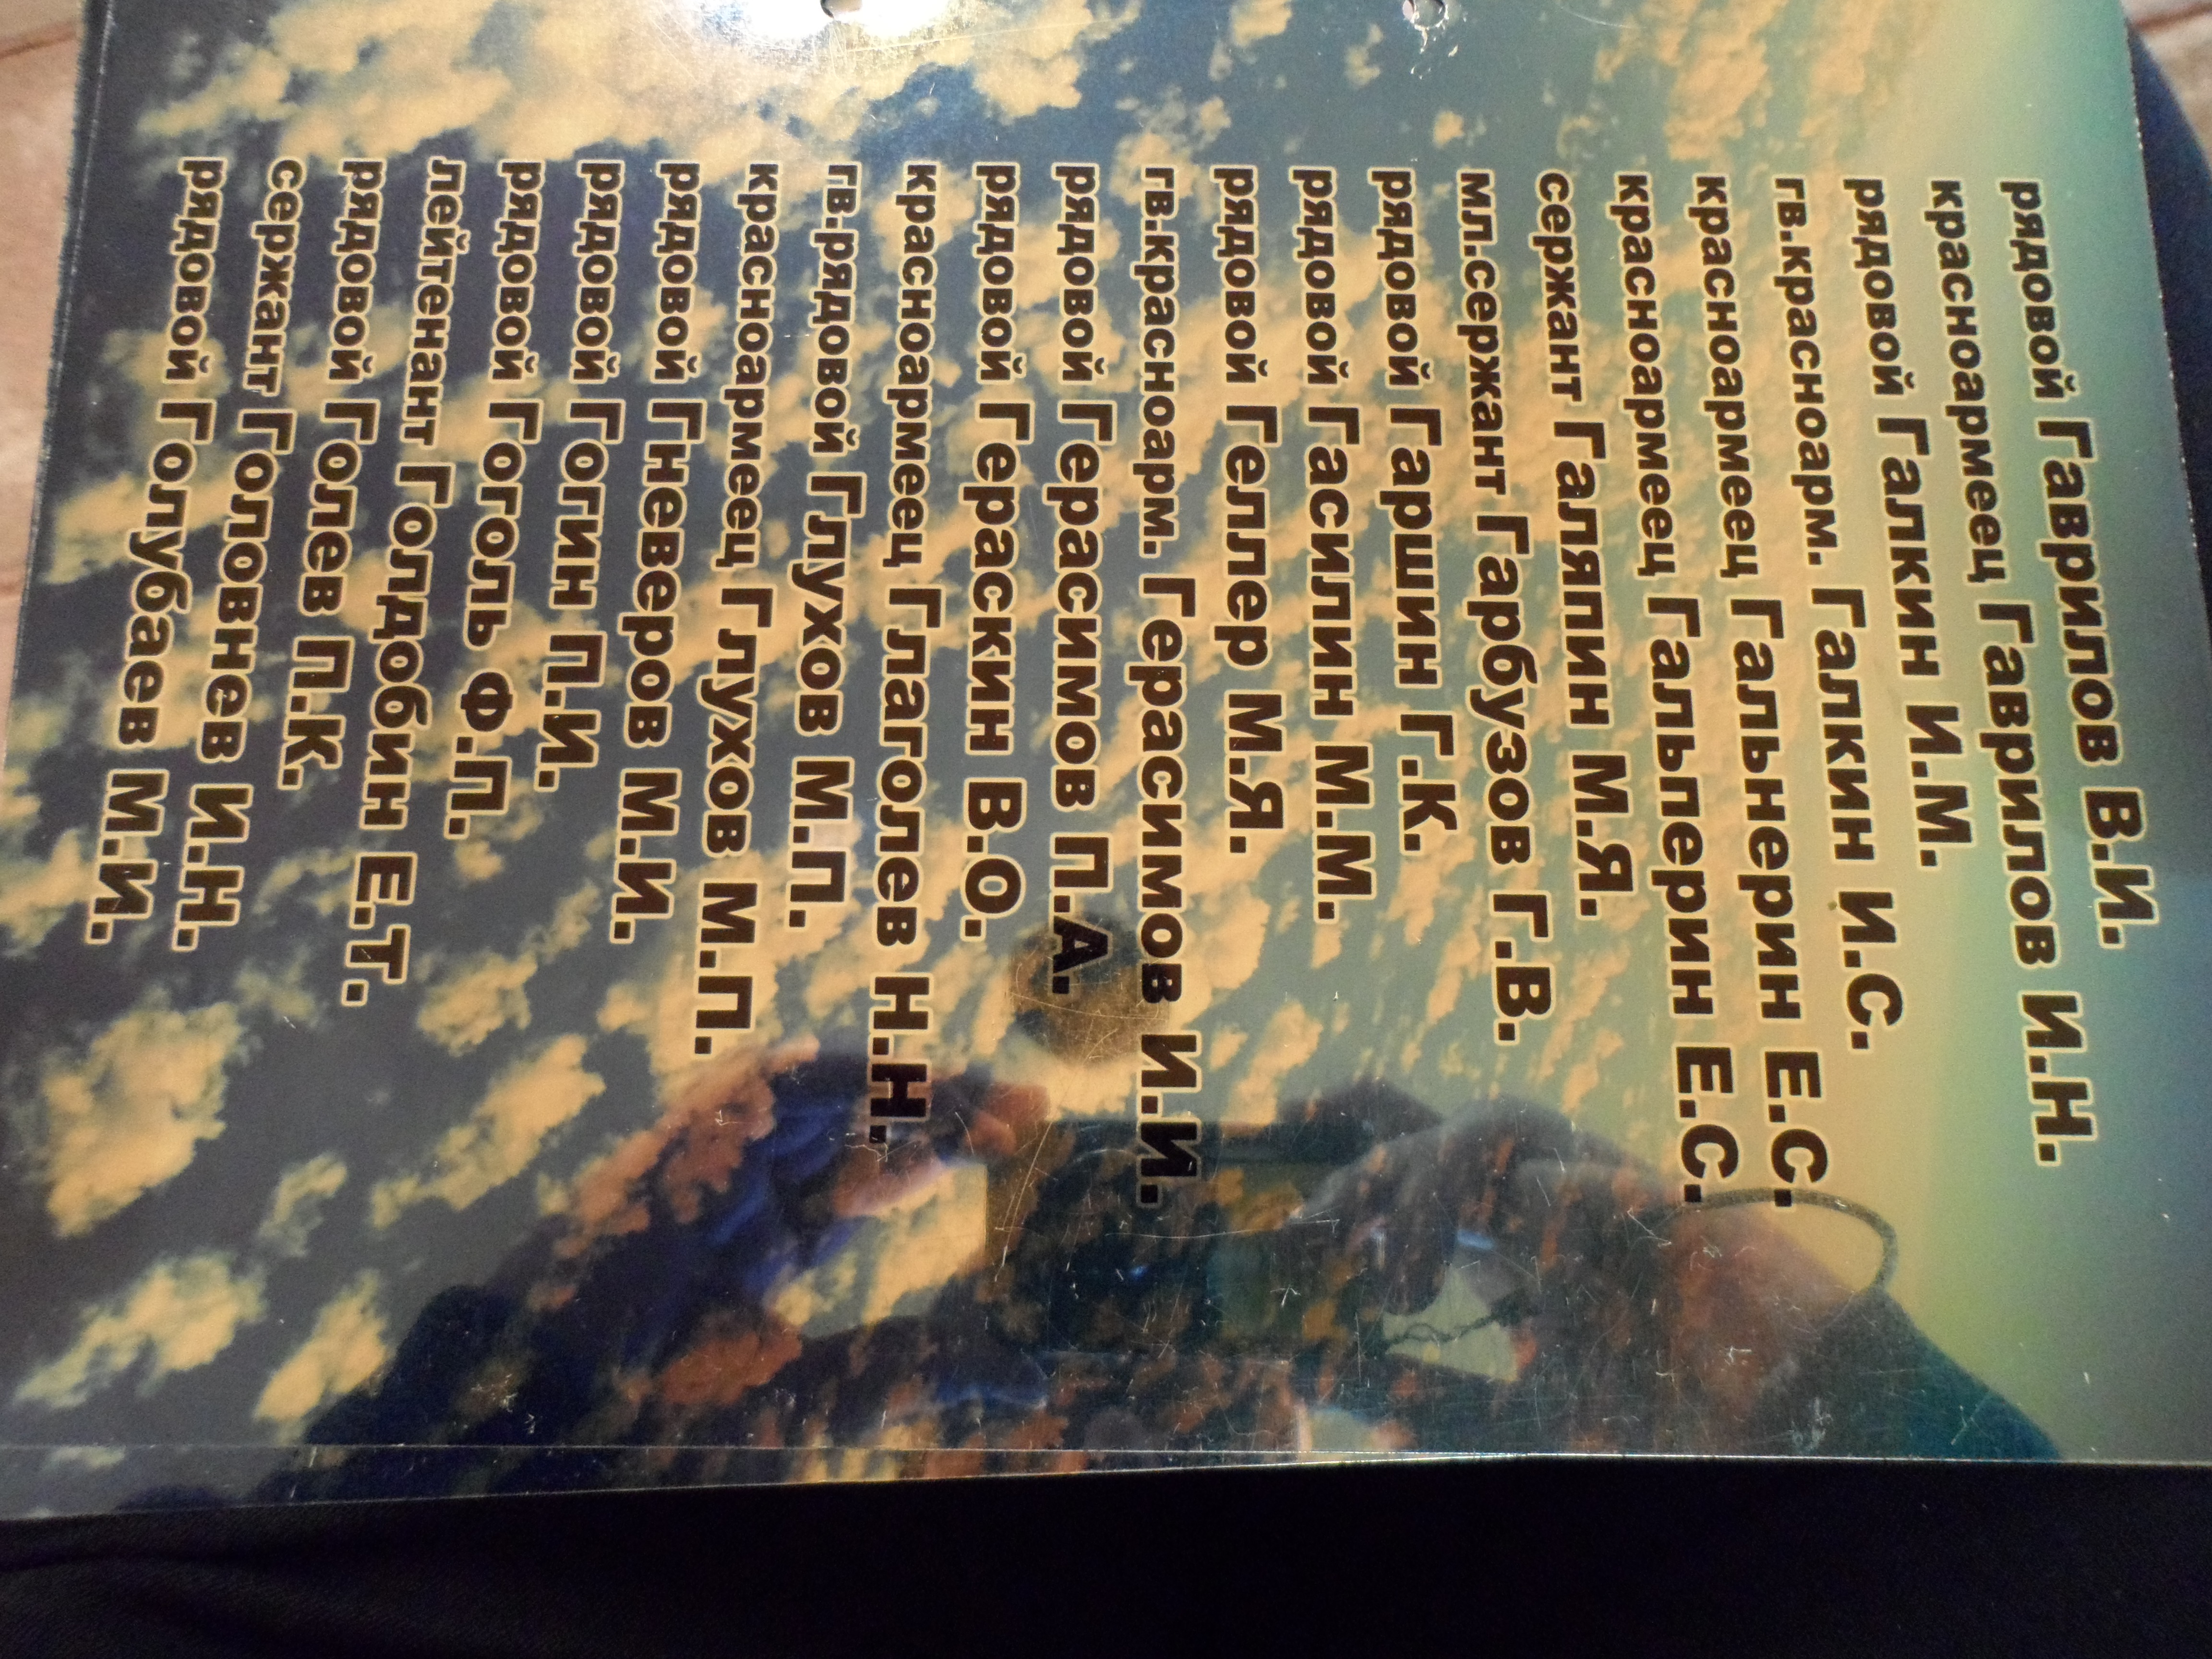 рядовой Гаврилов В.И.
красноармеец Гаврилов И.Н.
рядовой Галкин И.М.
гв.красноарм. Галкин И.С.
красноармеец Гальнерин Е.С.
красноармеец Гальперин Е.С.
сержант Галяпин М.Я.
мл.сержант Гарбузов Г.В.
рядовой Гаршин Г.К.
рядовой Гасилин М.М.
рядовой Геллер М.Я.
гв.красноарм. Герасимов И.И.
рядовой Герасимов П.А.
рядовой Гераскин В.О.
красноармеец Глаголев Н.Н.
гв.рядовой Глухов М.П.
красноармеец Глухов М.П.
рядовой Гневеров М.И.
рядовой Гогин П.И.
рядовой Гоголь Ф.П.
лейтенант Голдобин Е.Т.
рядовой Голев П.К.
сержант Головнев И.Н.
рядовой Голубаев М.И.